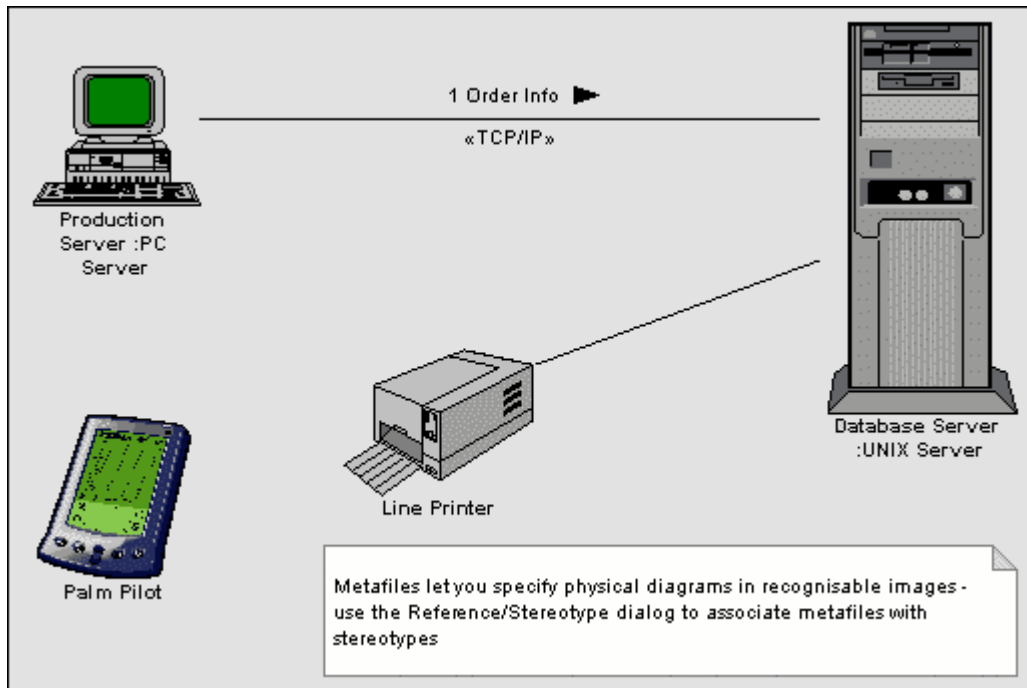 1 Order Info
«TCP/IP»
Production
Server :PC
Server
Database Server
:UNIX Server
Line Printer
Palm Pilot
Metafiles let you specify physical diagrams in recognisable images -
use the Reference/Stereotype dialog to associate metafiles with
stereotypes